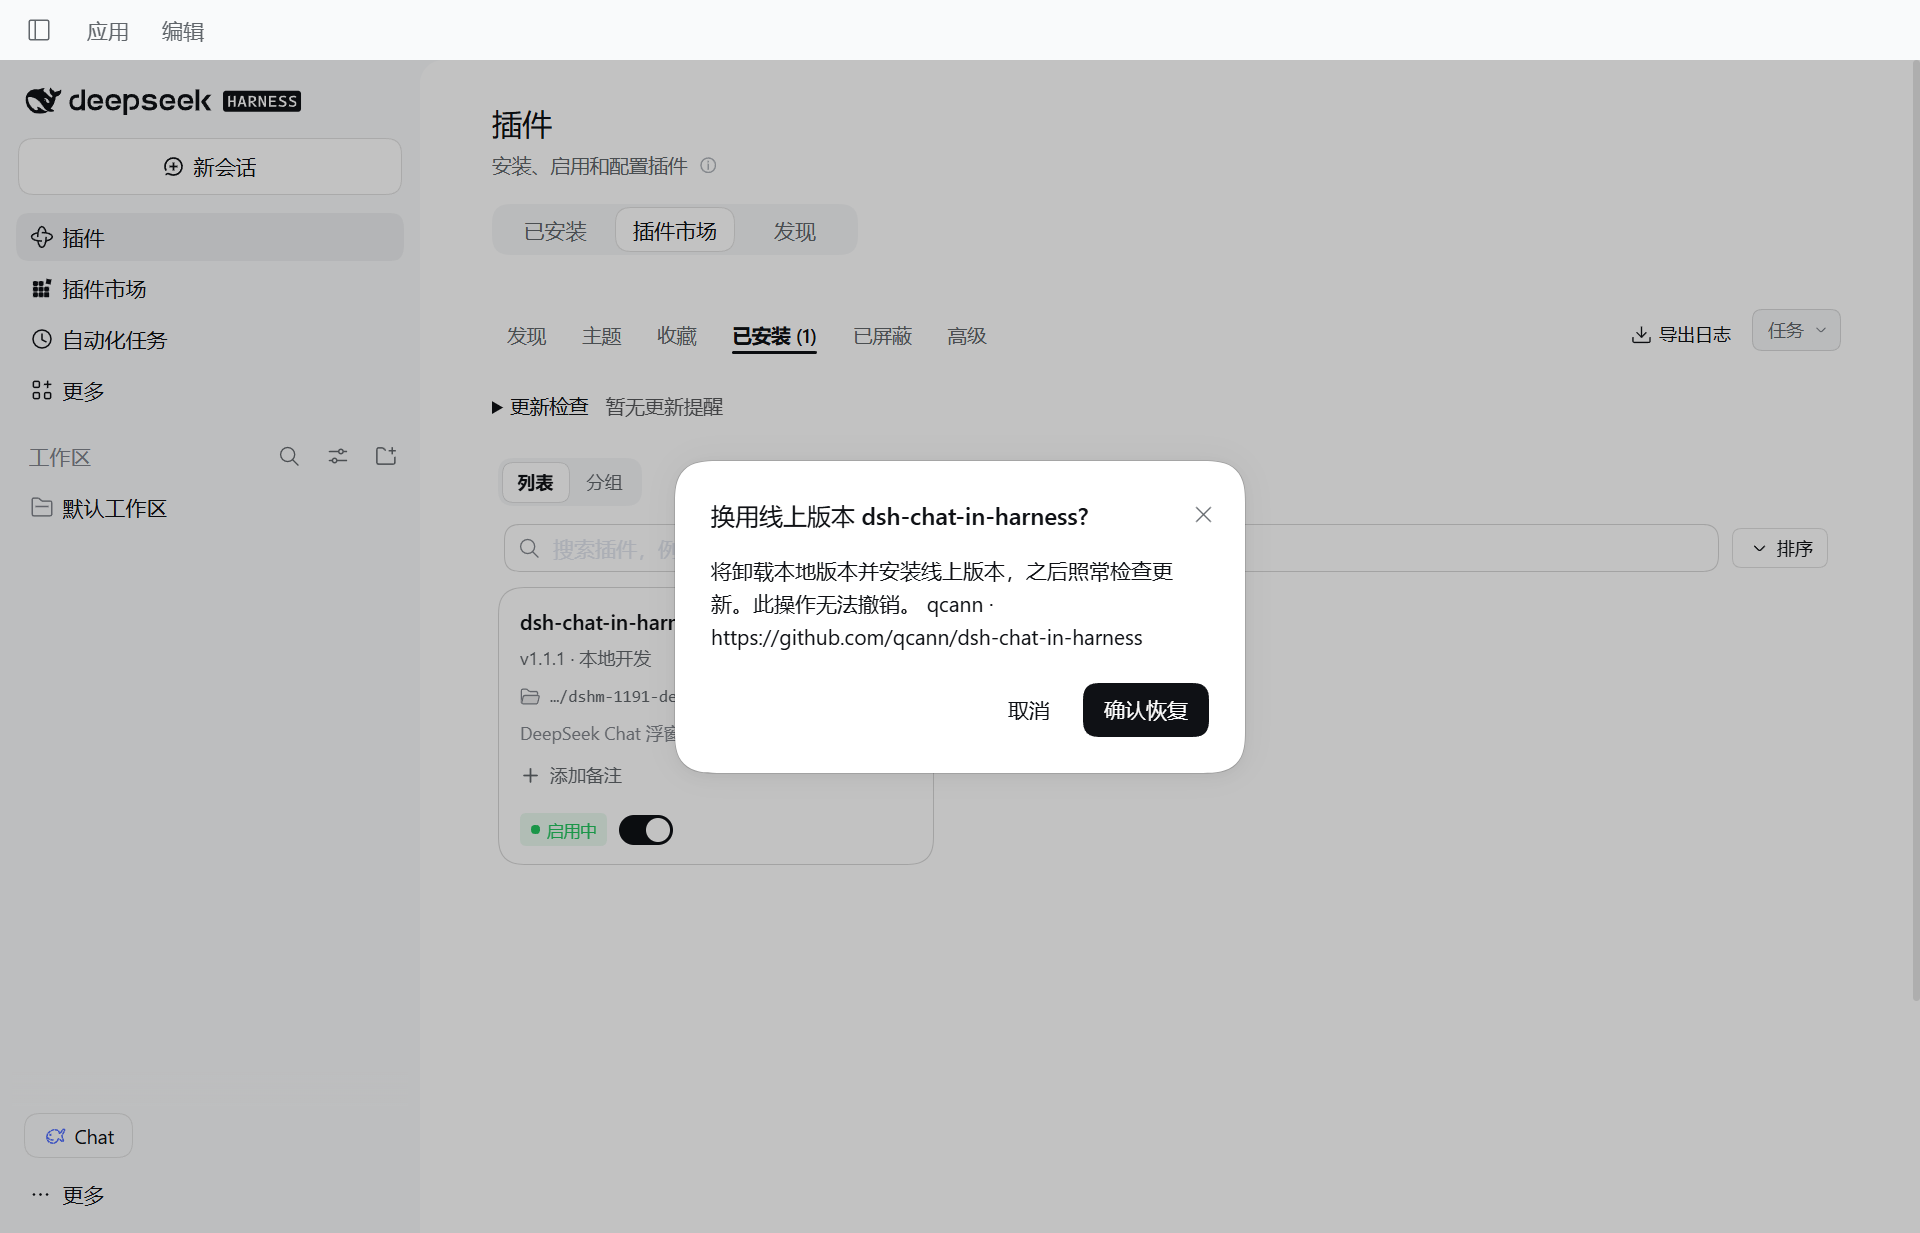 应用 编辑
deepseek HARNESS
新会话
插件
插件市场
自动化任务
更多
工作区
默认工作区
Chat
更多
插件
安装、启用和配置插件
已安装 插件市场 发现
发现 主题 收藏 已安装 (1) 已屏蔽 高级
导出日志 任务
更新检查 暂无更新提醒
列表 分组
搜索插件，例
排序
dsh-chat-in-harr
v1.1.1 · 本地开发
…/dshm-1191-de
DeepSeek Chat 浮窗
添加备注
启用中
换用线上版本 dsh-chat-in-harness?
将卸载本地版本并安装线上版本，之后照常检查更
新。此操作无法撤销。 qcann ·
https://github.com/qcann/dsh-chat-in-harness
取消 确认恢复